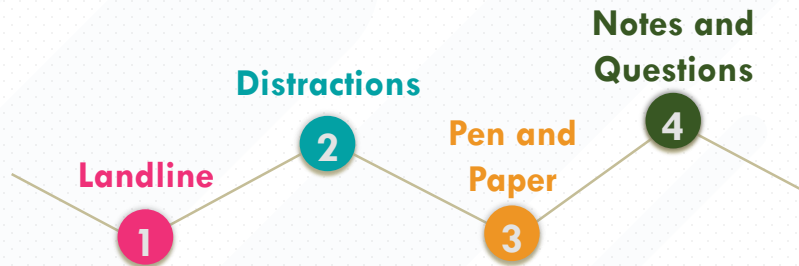 Landline
1
Distractions
2
Pen and
Paper
3
Notes and
Questions
4